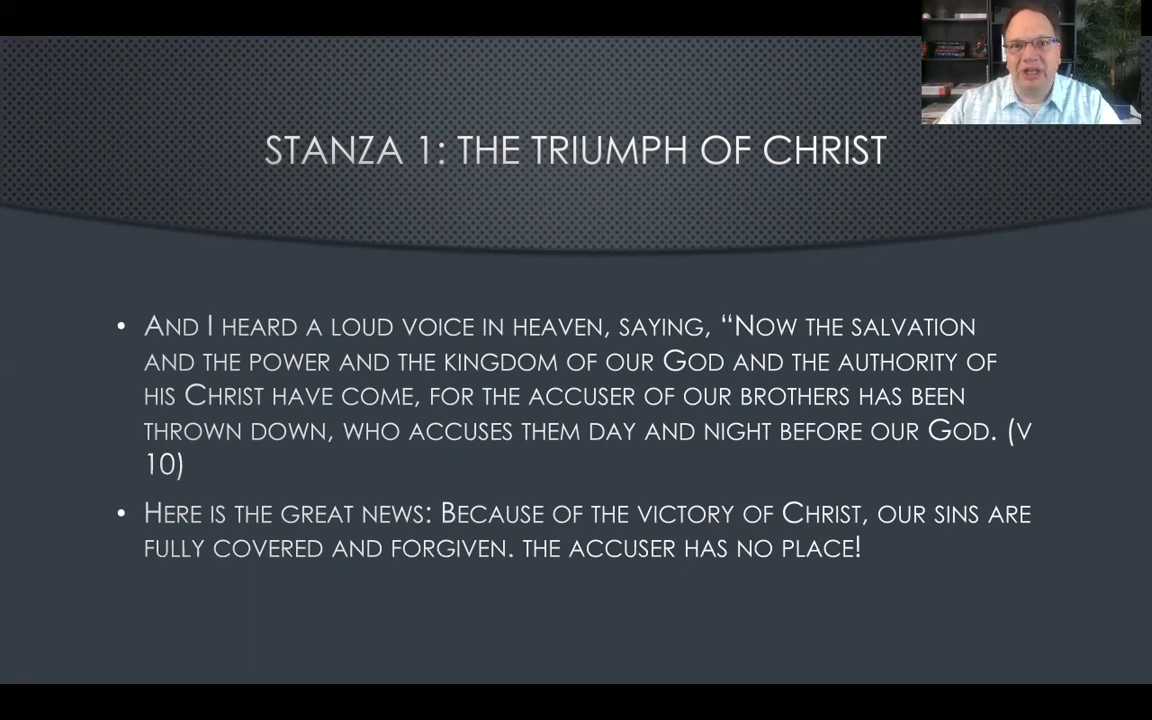 STANZA 1: THE TRIUMPH OF CHRIST
• AND I HEARD A LOUD VOICE IN HEAVEN, SAYING, “NOW THE SALVATION
AND THE POWER AND THE KINGDOM OF OUR GOD AND THE AUTHORITY OF
HIS CHRIST HAVE COME, FOR THE ACCUSER OF OUR BROTHERS HAS BEEN
THROWN DOWN, WHO ACCUSES THEM DAY AND NIGHT BEFORE OUR GOD. (V
10)
• HERE IS THE GREAT NEWS: BECAUSE OF THE VICTORY OF CHRIST, OUR SINS ARE
FULLY COVERED AND FORGIVEN. THE ACCUSER HAS NO PLACE!